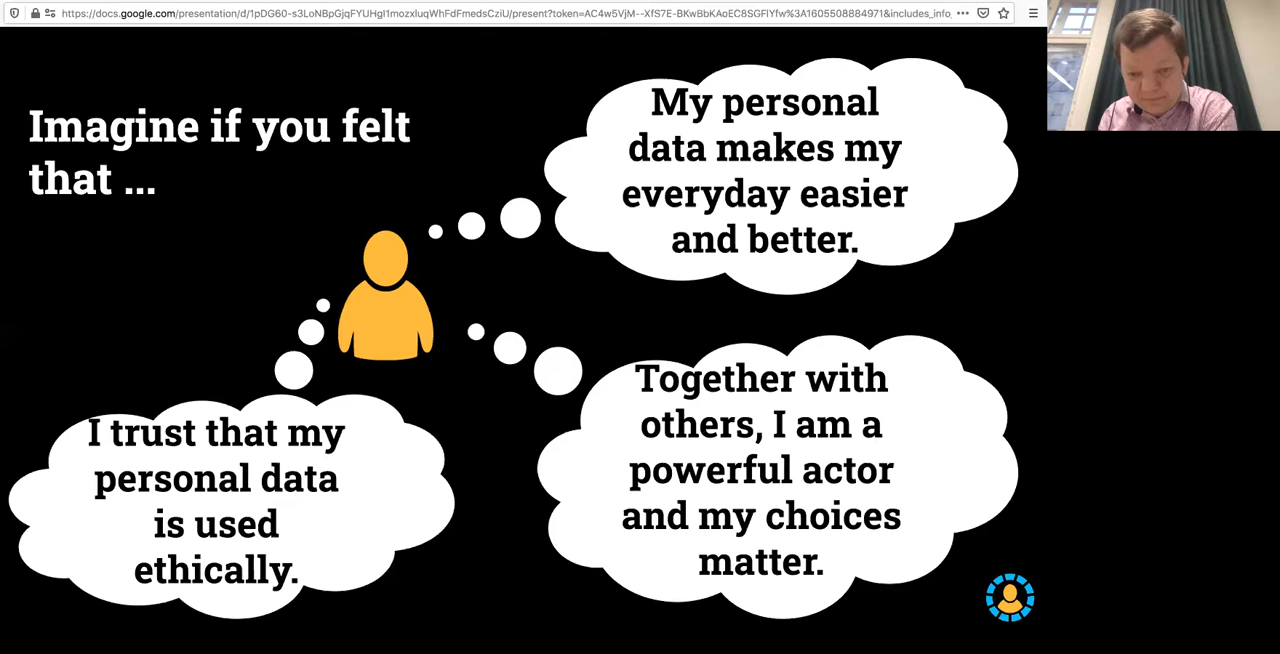 https://docs.google.com/presentation/d/1pDG60-s3LoNBpGjqFYUHgI1mozxluqWhFdFmedsCziU/present?token=AC4w5VjM--XfS7E-BKwBbKAoEC8SGFlYfw%3A1605508884971&includes_info_
Imagine if you felt
that ...
My personal
data makes my
everyday easier
and better.
I trust that my
personal data
is used
ethically.
Together with
others, I am a
powerful actor
and my choices
matter.